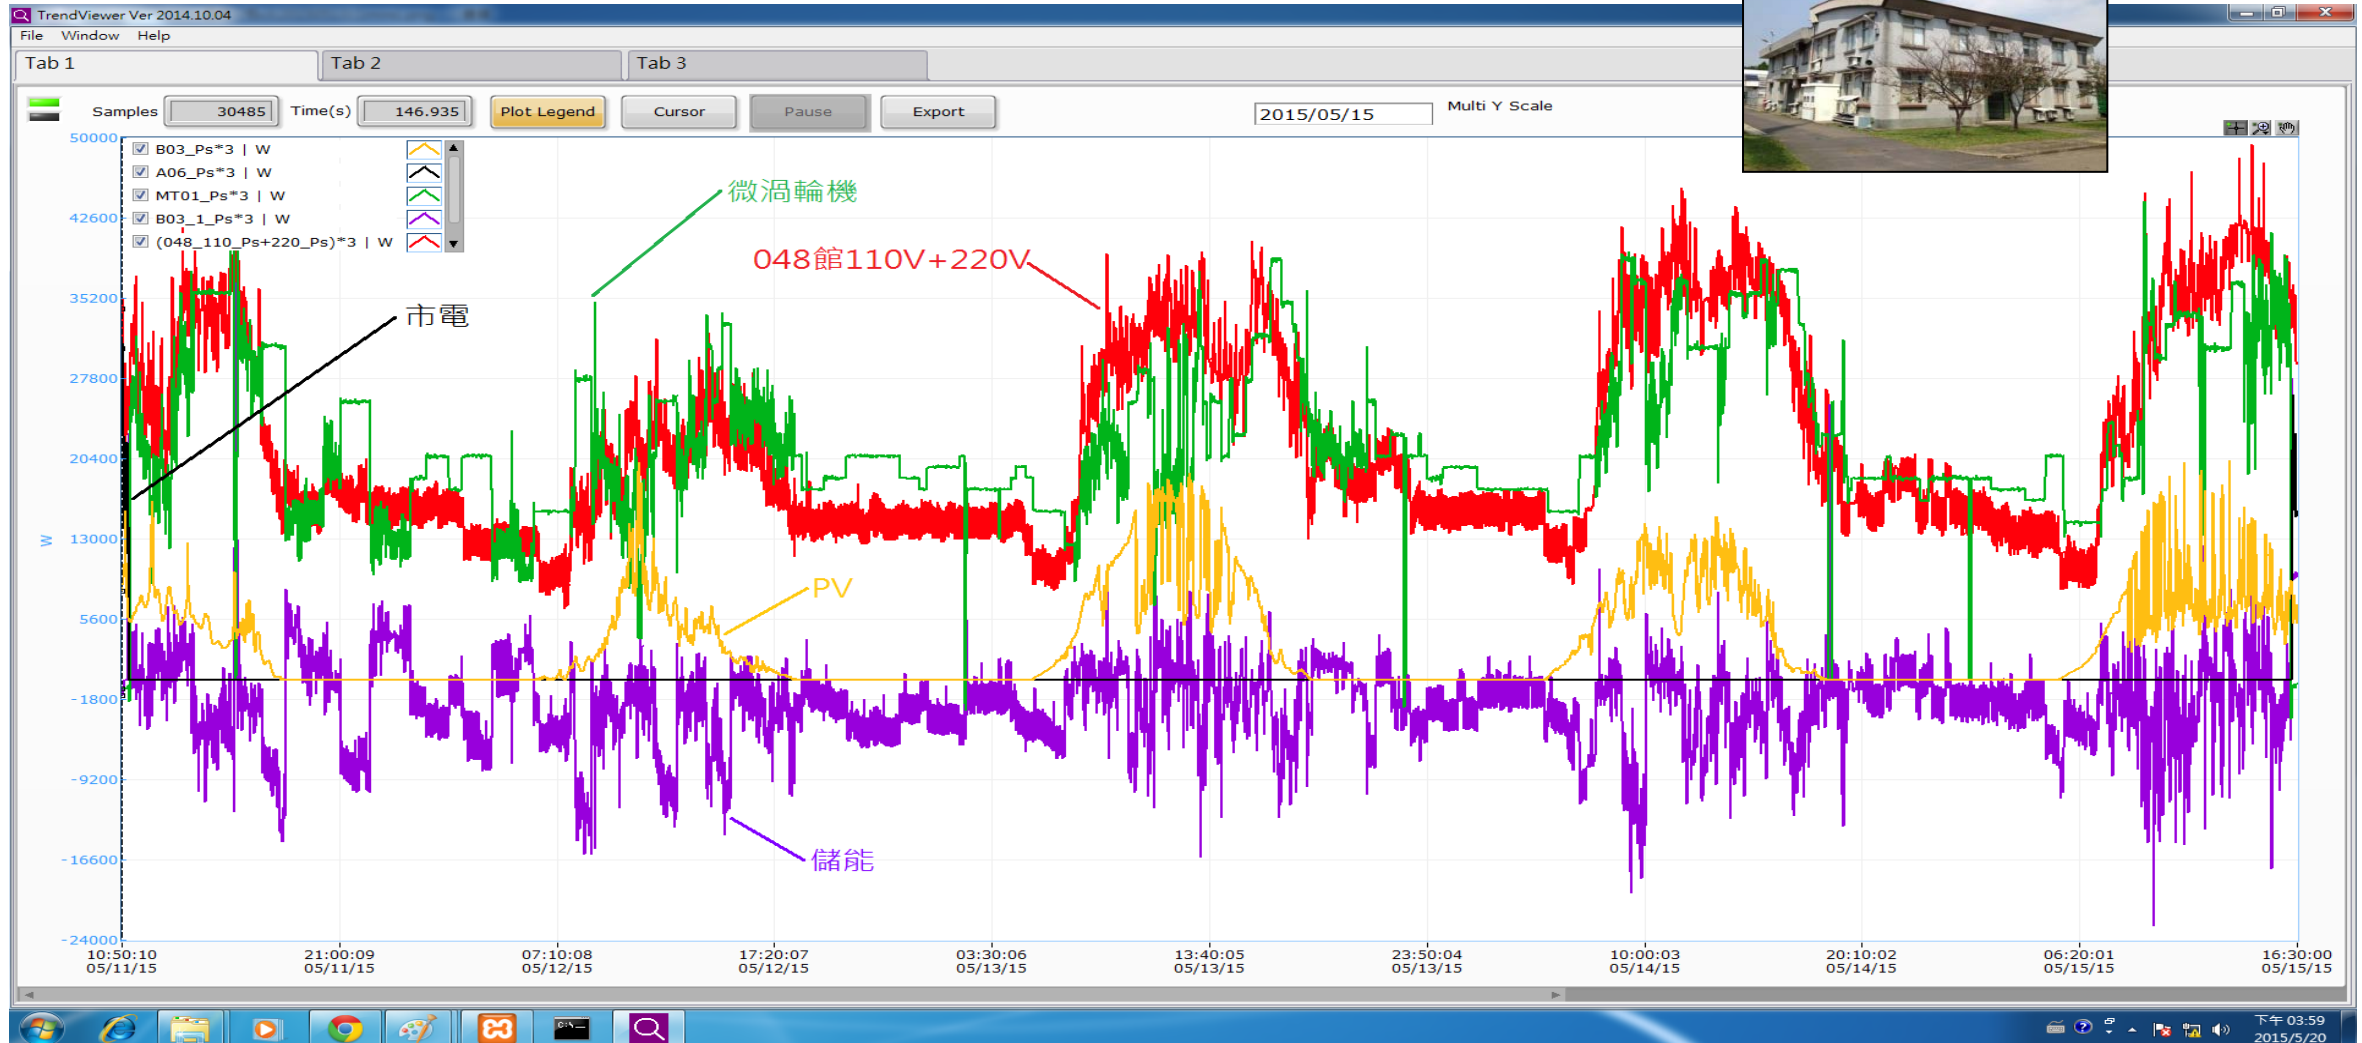 TrendViewer Ver 2014.10.04
File Window Help
Tab 1 Tab 2 Tab 3
Samples 30485 Time(s) 146.935 Plot Legend Cursor Pause Export 2015/05/15 Multi Y Scale
B03_Ps*3 | W
A06_Ps*3 | W
MT01_Ps*3 | W
B03_1_Ps*3 | W
(048_110_Ps+220_Ps)*3 | W
50000
42600
35200
27800
20400
13000
5600
-1800
-9200
-16600
-24000
W
微渦輪機
048館110V+220V
市電
PV
儲能
10:50:10 21:00:09 07:10:08 17:20:07 03:30:06 13:40:05 23:50:04 10:00:03 20:10:02 06:20:01 16:30:00
05/11/15 05/11/15 05/12/15 05/12/15 05/13/15 05/13/15 05/13/15 05/14/15 05/14/15 05/15/15 05/15/15
C:\
下午 03:59
2015/5/20